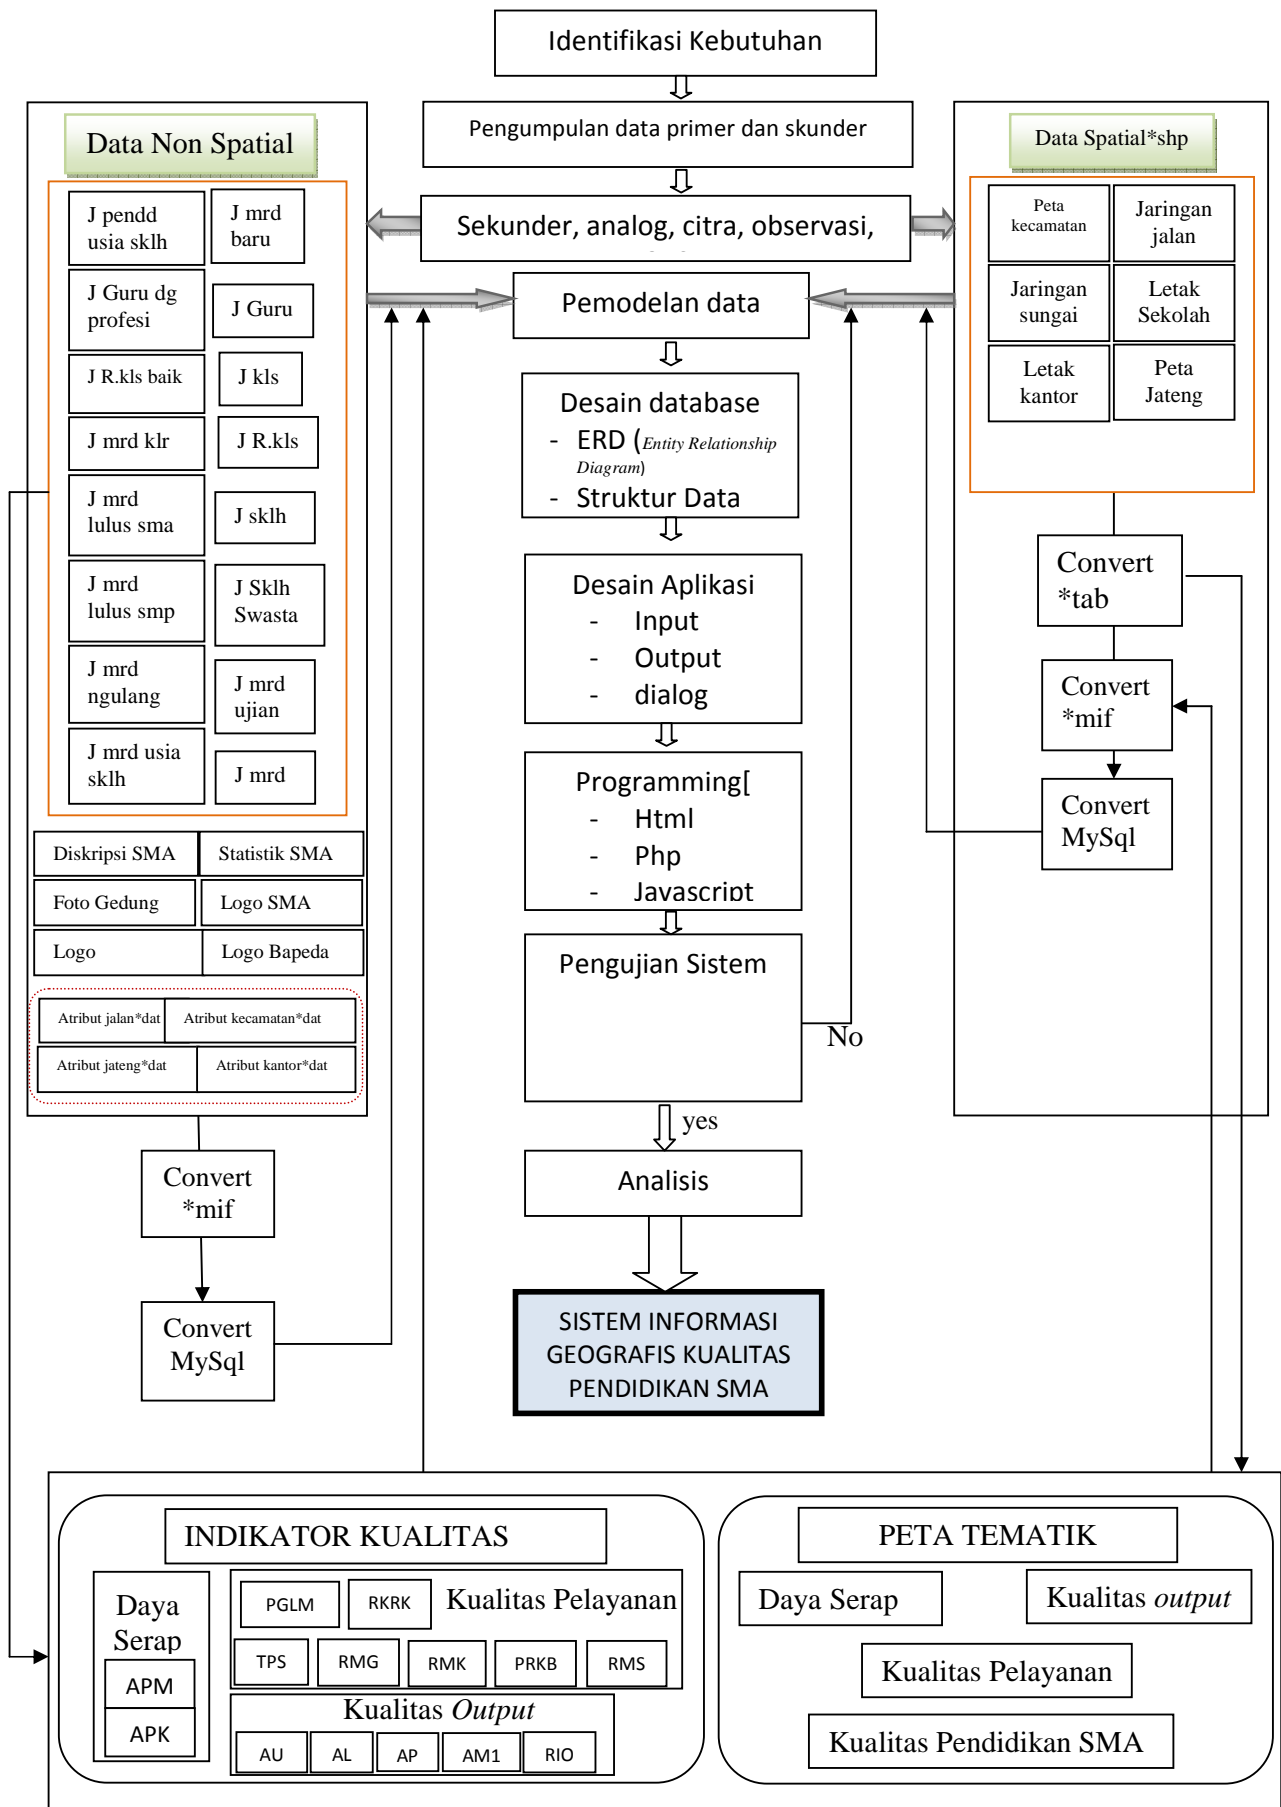 Identifikasi Kebutuhan
Pengumpulan data primer dan skunder
Sekunder, analog, citra, observasi,
Data Non Spatial
J pendd
usia sklh
J mrd
baru
J Guru dg
profesi
J Guru
J R.kls baik
J kls
J mrd klr
J R.kls
J mrd
lulus sma
J sklh
J mrd
lulus smp
J Sklh
Swasta
J mrd
ngulang
J mrd
ujian
J mrd usia
sklh
J mrd
Diskripsi SMA
Statistik SMA
Foto Gedung
Logo SMA
Logo
Logo Bapeda
Atribut jalan*dat
Atribut kecamatan*dat
Atribut jateng*dat
Atribut kantor*dat
Convert
*mif
Convert
MySql
Pemodelan data
Desain database
- ERD (Entity Relationship
Diagram)
- Struktur Data
Desain Aplikasi
- Input
- Output
- dialog
Programming[
- Html
- Php
- Javascript
Pengujian Sistem
No
yes
Analisis
SISTEM INFORMASI
GEOGRAFIS KUALITAS
PENDIDIKAN SMA
Data Spatial*shp
Peta
kecamatan
Jaringan
jalan
Jaringan
sungai
Letak
Sekolah
Letak
kantor
Peta
Jateng
Convert
*tab
Convert
*mif
Convert
MySql
INDIKATOR KUALITAS
Daya
Serap
APM
APK
PGLM
RKRK
Kualitas Pelayanan
TPS
RMG
RMK
PRKB
RMS
Kualitas Output
AU
AL
AP
AM1
RIO
PETA TEMATIK
Daya Serap
Kualitas output
Kualitas Pelayanan
Kualitas Pendidikan SMA